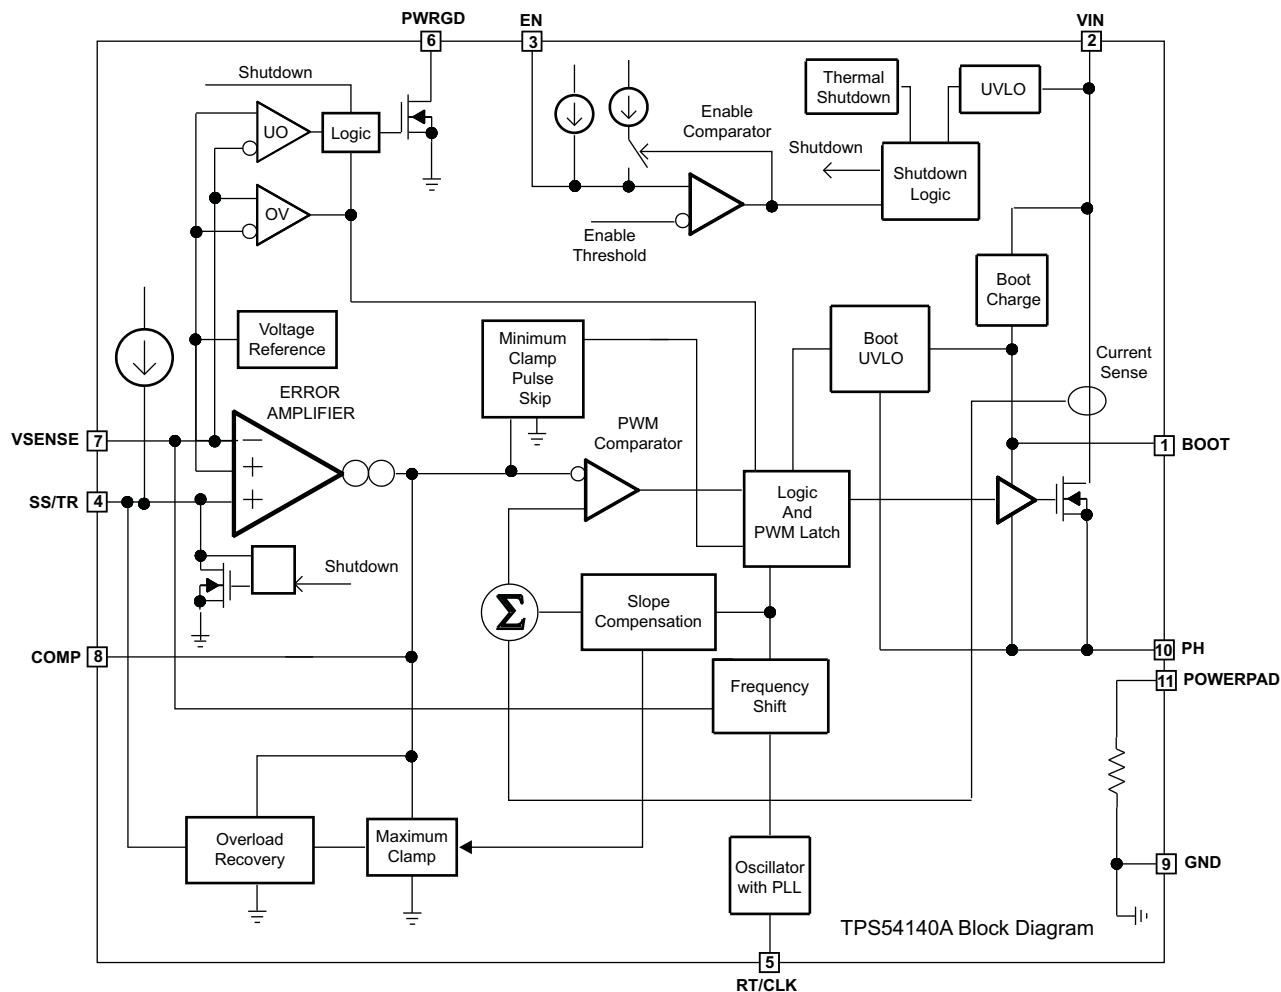 PWRGD
EN
VIN
6
3
2
Shutdown
Thermal
Shutdown
UVLO
Enable
Comparator
UO
Logic
Shutdown
Shutdown
Logic
OV
Enable
Threshold
Boot
Charge
Voltage
Reference
Minimum
Clamp
Pulse
Skip
Boot
UVLO
Current
Sense
ERROR
AMPLIFIER
PWM
Comparator
VSENSE
7
1
BOOT
−
+
SS/TR
4
+
Logic
And
PWM Latch
Shutdown
Σ
Slope
Compensation
COMP
8
10
PH
11
POWERPAD
Frequency
Shift
Overload
Recovery
Maximum
Clamp
9
GND
Oscillator
with PLL
TPS54140A Block Diagram
5
RT/CLK